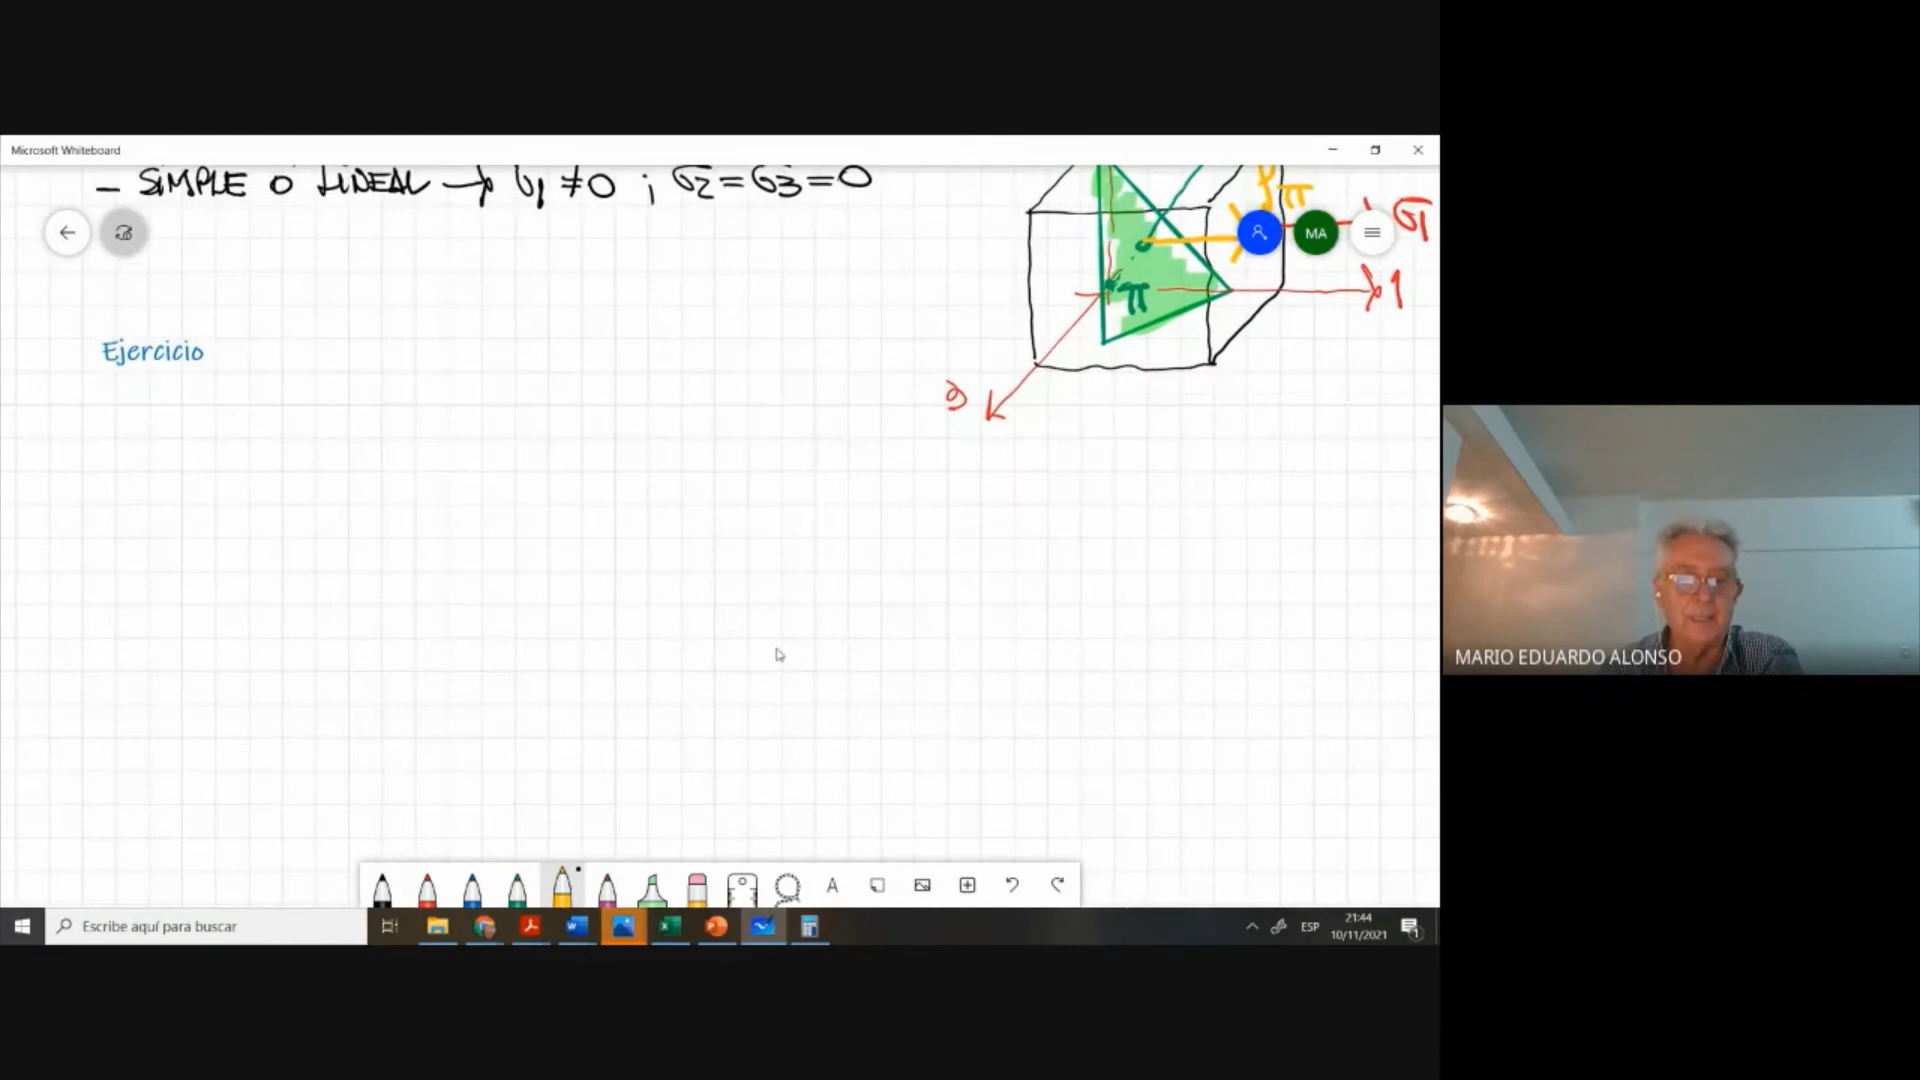 Microsoft Whiteboard
- SIMPLE O LINEAL → σ1 ≠ 0 ; σ2 = σ3 = 0
π
σ1
MA
π
1
Ejercicio
3
MARIO EDUARDO ALONSO
A
Escribe aquí para buscar
ESP
21:44
10/11/2021
1